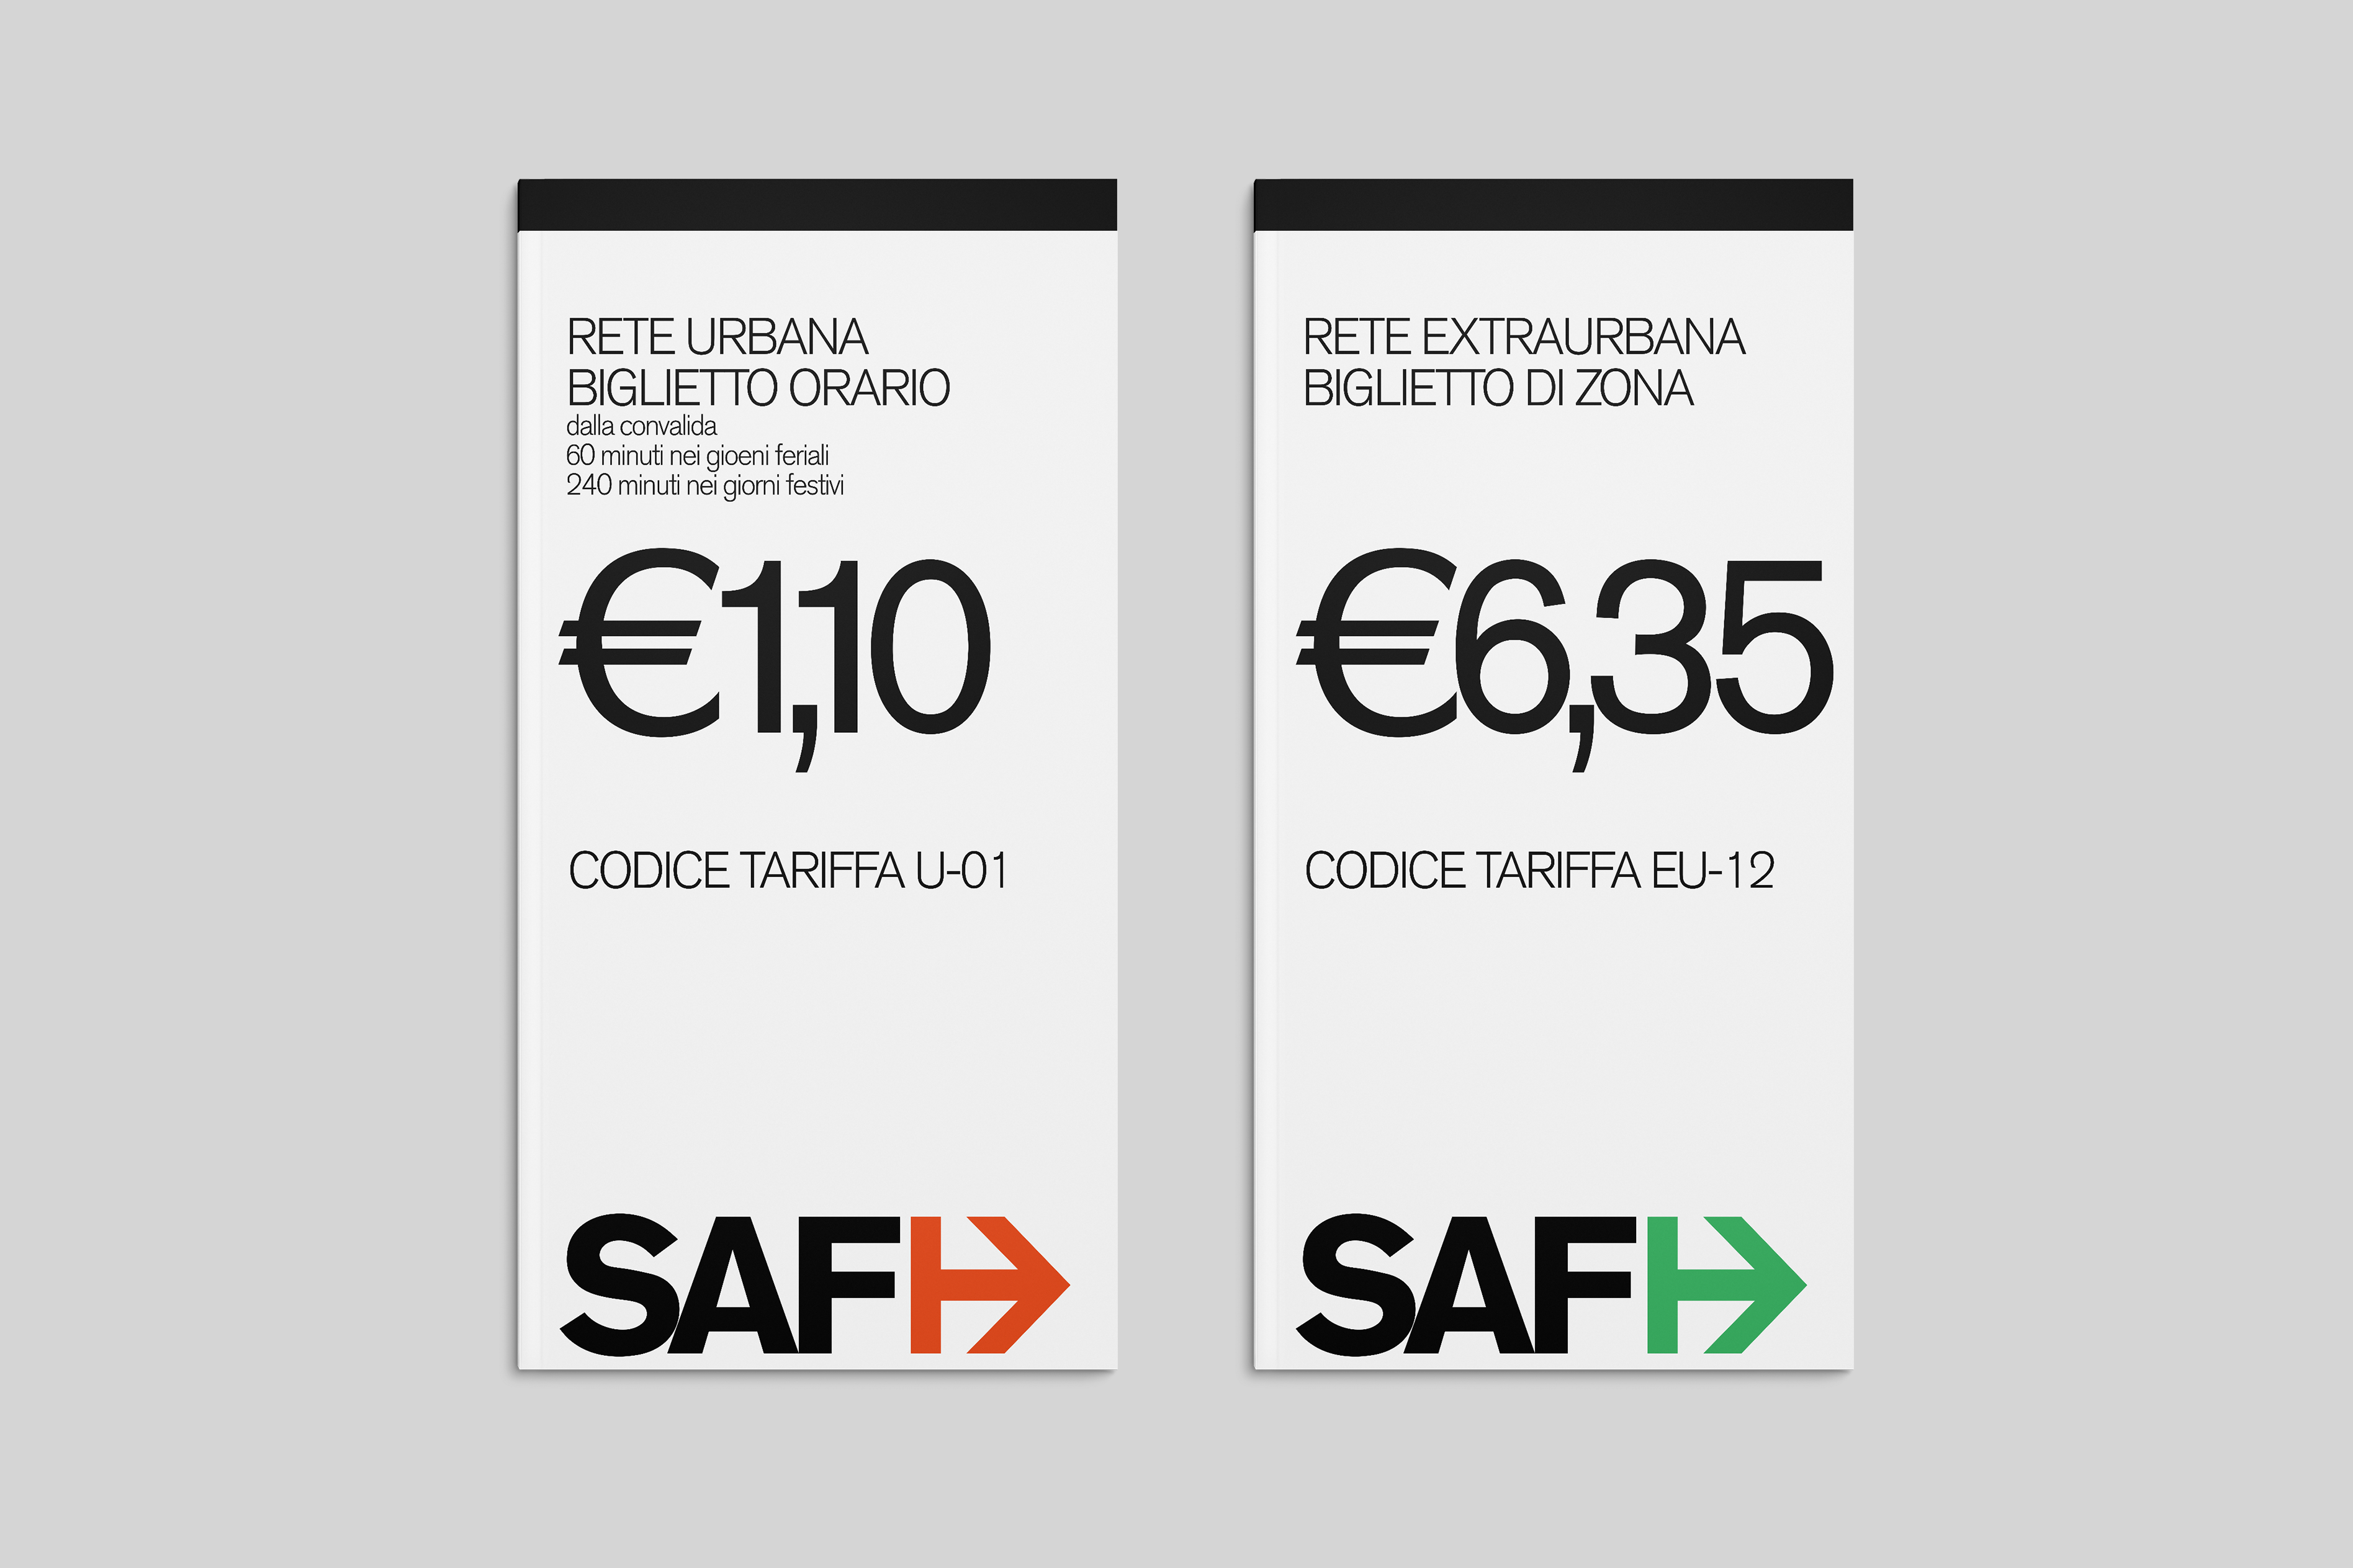 RETE URBANA
BIGLIETTO ORARIO
dalla convalida
60 minuti nei gioeni feriali
240 minuti nei giorni festivi
€1,10
CODICE TARIFFA U-01
SAF
RETE EXTRAURBANA
BIGLIETTO DI ZONA
€6,35
CODICE TARIFFA EU-12
SAF